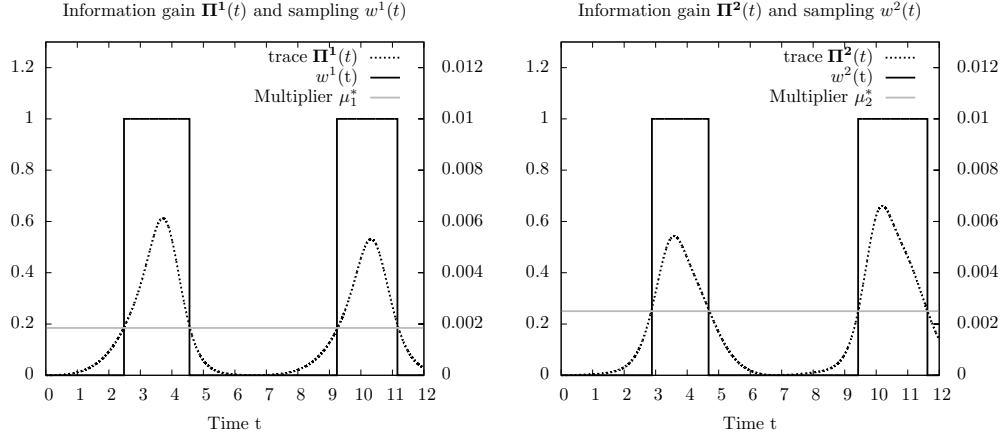 Information gain Π¹(t) and sampling w¹(t)
trace Π¹(t)
w¹(t)
Multiplier μ₁*
1.2
1
0.8
0.6
0.4
0.2
0
0.012
0.01
0.008
0.006
0.004
0.002
0
0 1 2 3 4 5 6 7 8 9 10 11 12
Time t
Information gain Π²(t) and sampling w²(t)
trace Π²(t)
w²(t)
Multiplier μ₂*
1.2
1
0.8
0.6
0.4
0.2
0
0.012
0.01
0.008
0.006
0.004
0.002
0
0 1 2 3 4 5 6 7 8 9 10 11 12
Time t